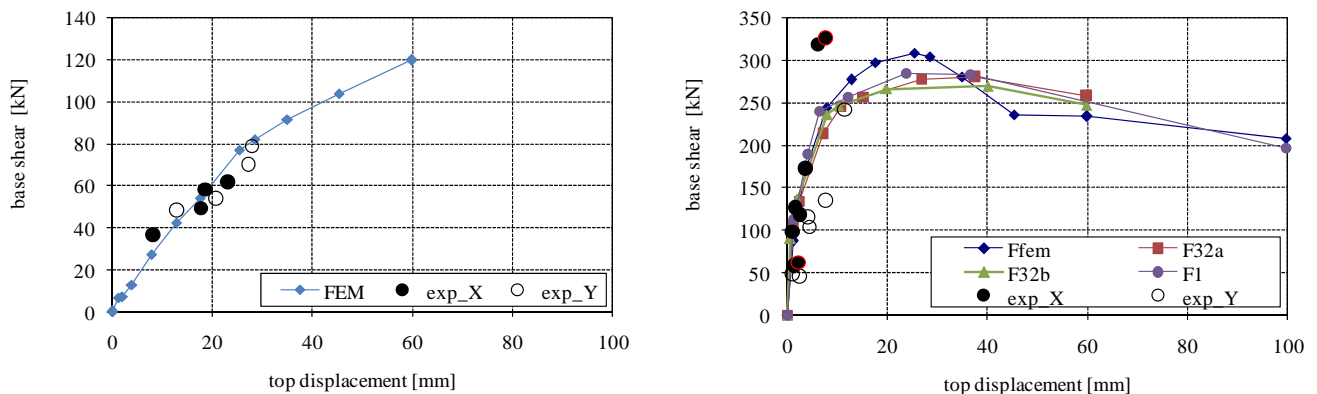 140
120
100
80
60
40
20
0
base shear [kN]
FEM exp_X exp_Y
0 20 40 60 80 100
top displacement [mm]
350
300
250
200
150
100
50
0
base shear [kN]
Ffem F32a
F32b F1
exp_X exp_Y
0 20 40 60 80 100
top displacement [mm]